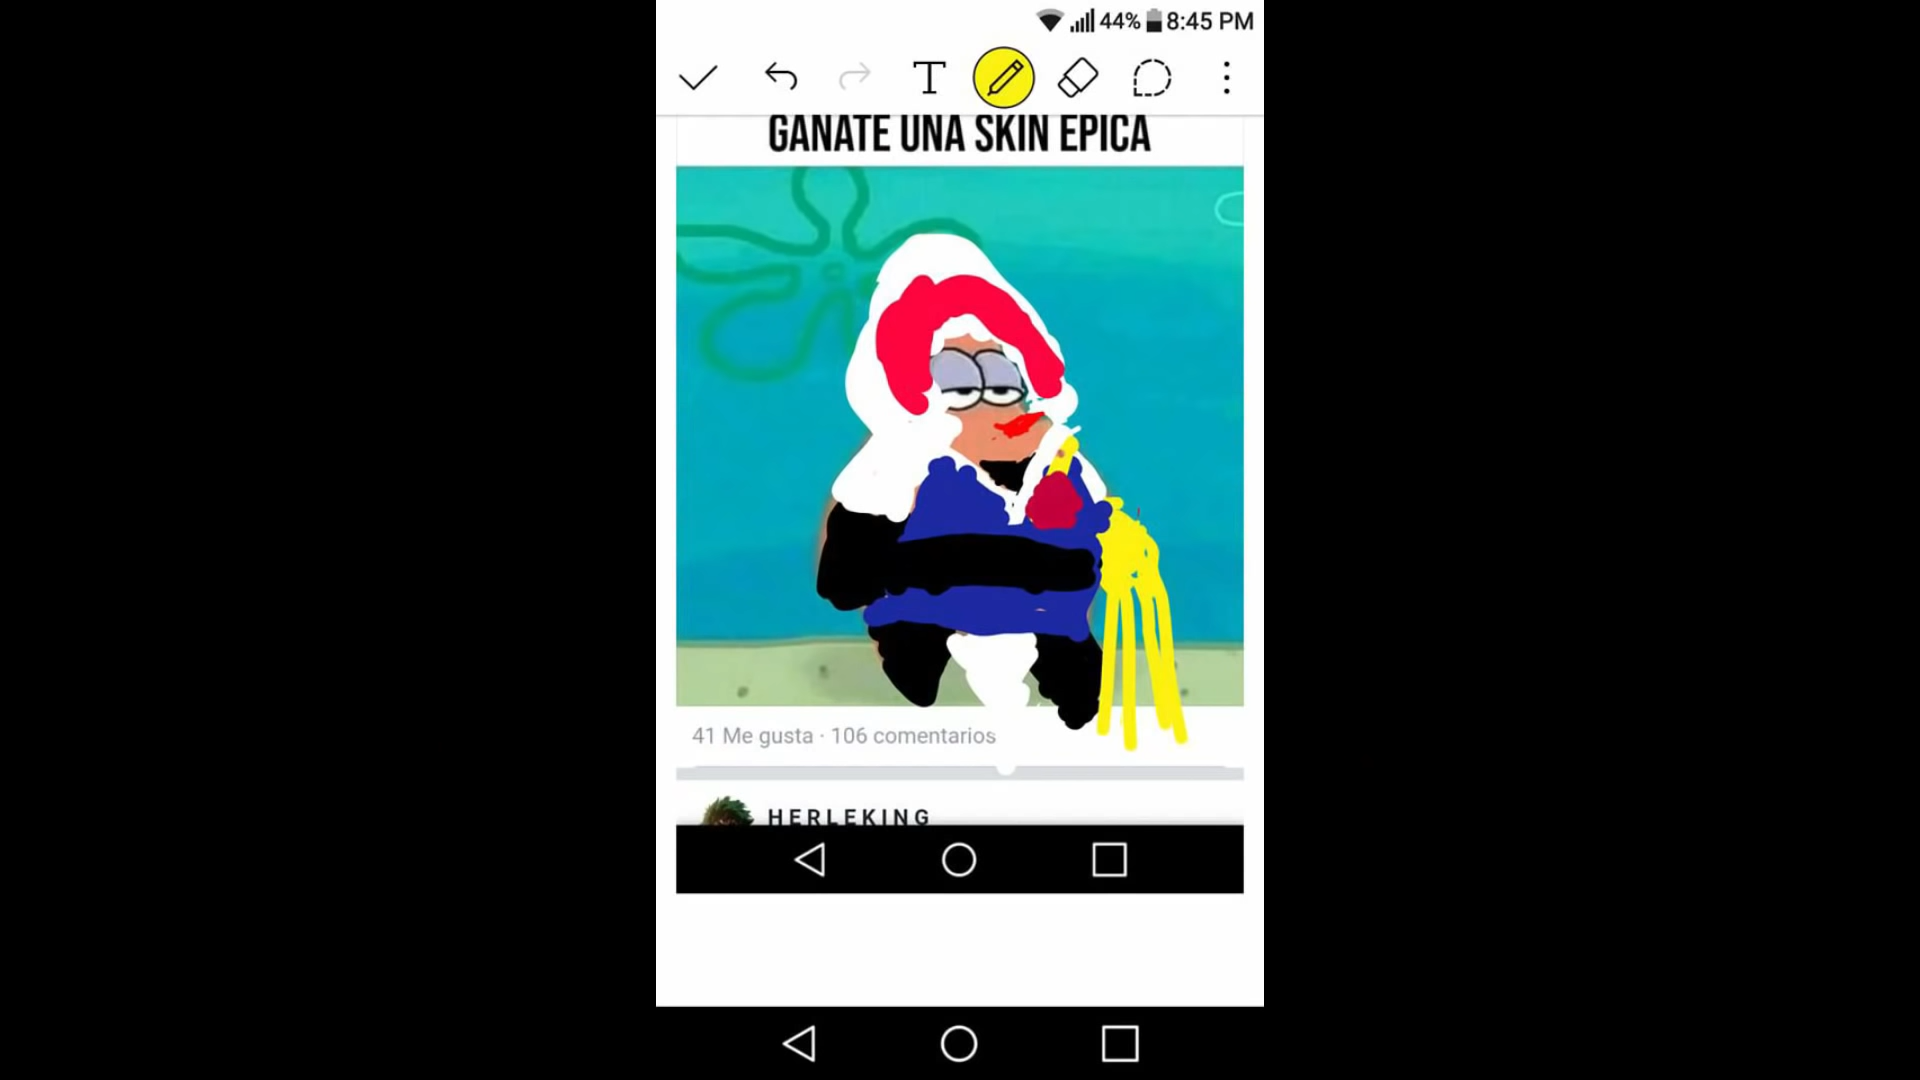 44% 8:45 PM
T
GANATE UNA SKIN EPICA
41 Me gusta · 106 comentarios
HERLEKING